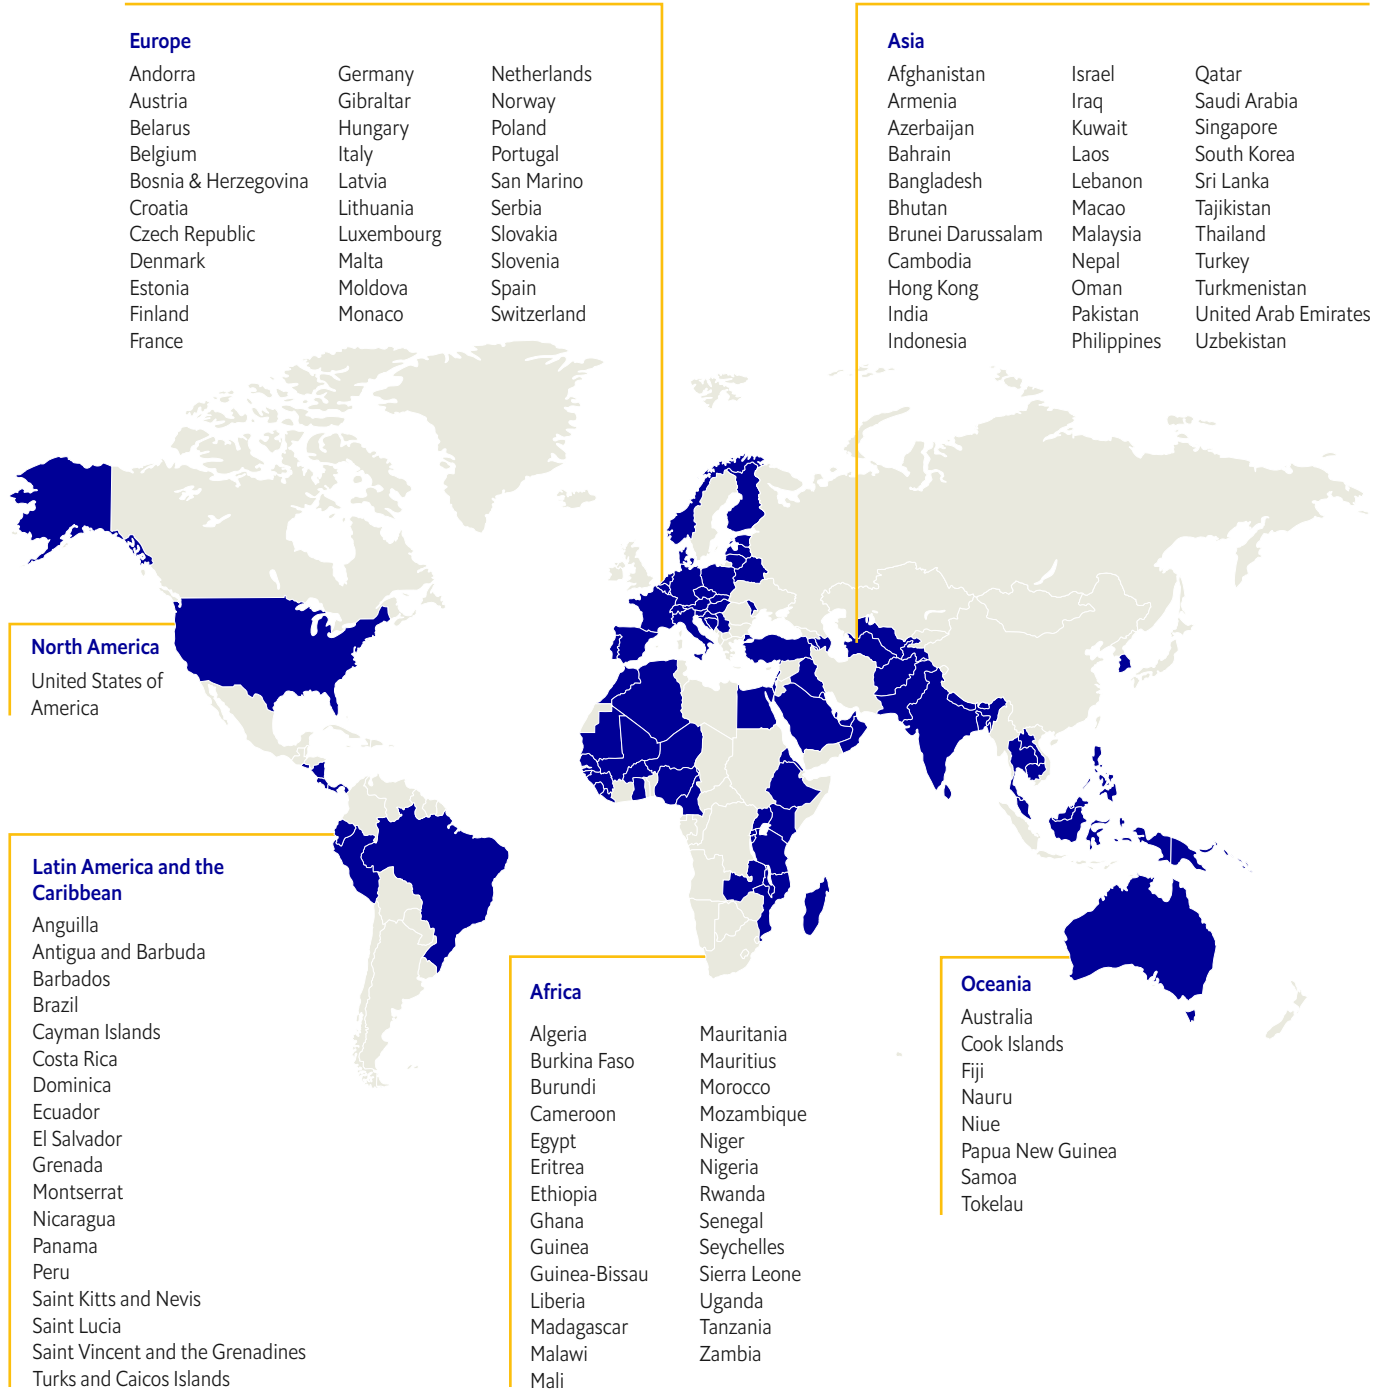 Europe
Andorra
Austria
Belarus
Belgium
Bosnia & Herzegovina
Croatia
Czech Republic
Denmark
Estonia
Finland
France
Germany
Gibraltar
Hungary
Italy
Latvia
Lithuania
Luxembourg
Malta
Moldova
Monaco
Netherlands
Norway
Poland
Portugal
San Marino
Serbia
Slovakia
Slovenia
Spain
Switzerland
Asia
Afghanistan
Armenia
Azerbaijan
Bahrain
Bangladesh
Bhutan
Brunei Darussalam
Cambodia
Hong Kong
India
Indonesia
Israel
Iraq
Kuwait
Laos
Lebanon
Macao
Malaysia
Nepal
Oman
Pakistan
Philippines
Qatar
Saudi Arabia
Singapore
South Korea
Sri Lanka
Tajikistan
Thailand
Turkey
Turkmenistan
United Arab Emirates
Uzbekistan
North America
United States of
America
Latin America and the
Caribbean
Anguilla
Antigua and Barbuda
Barbados
Brazil
Cayman Islands
Costa Rica
Dominica
Ecuador
El Salvador
Grenada
Montserrat
Nicaragua
Panama
Peru
Saint Kitts and Nevis
Saint Lucia
Saint Vincent and the Grenadines
Turks and Caicos Islands
Africa
Algeria
Burkina Faso
Burundi
Cameroon
Egypt
Eritrea
Ethiopia
Ghana
Guinea
Guinea-Bissau
Liberia
Madagascar
Malawi
Mali
Mauritania
Mauritius
Morocco
Mozambique
Niger
Nigeria
Rwanda
Senegal
Seychelles
Sierra Leone
Uganda
Tanzania
Zambia
Oceania
Australia
Cook Islands
Fiji
Nauru
Niue
Papua New Guinea
Samoa
Tokelau